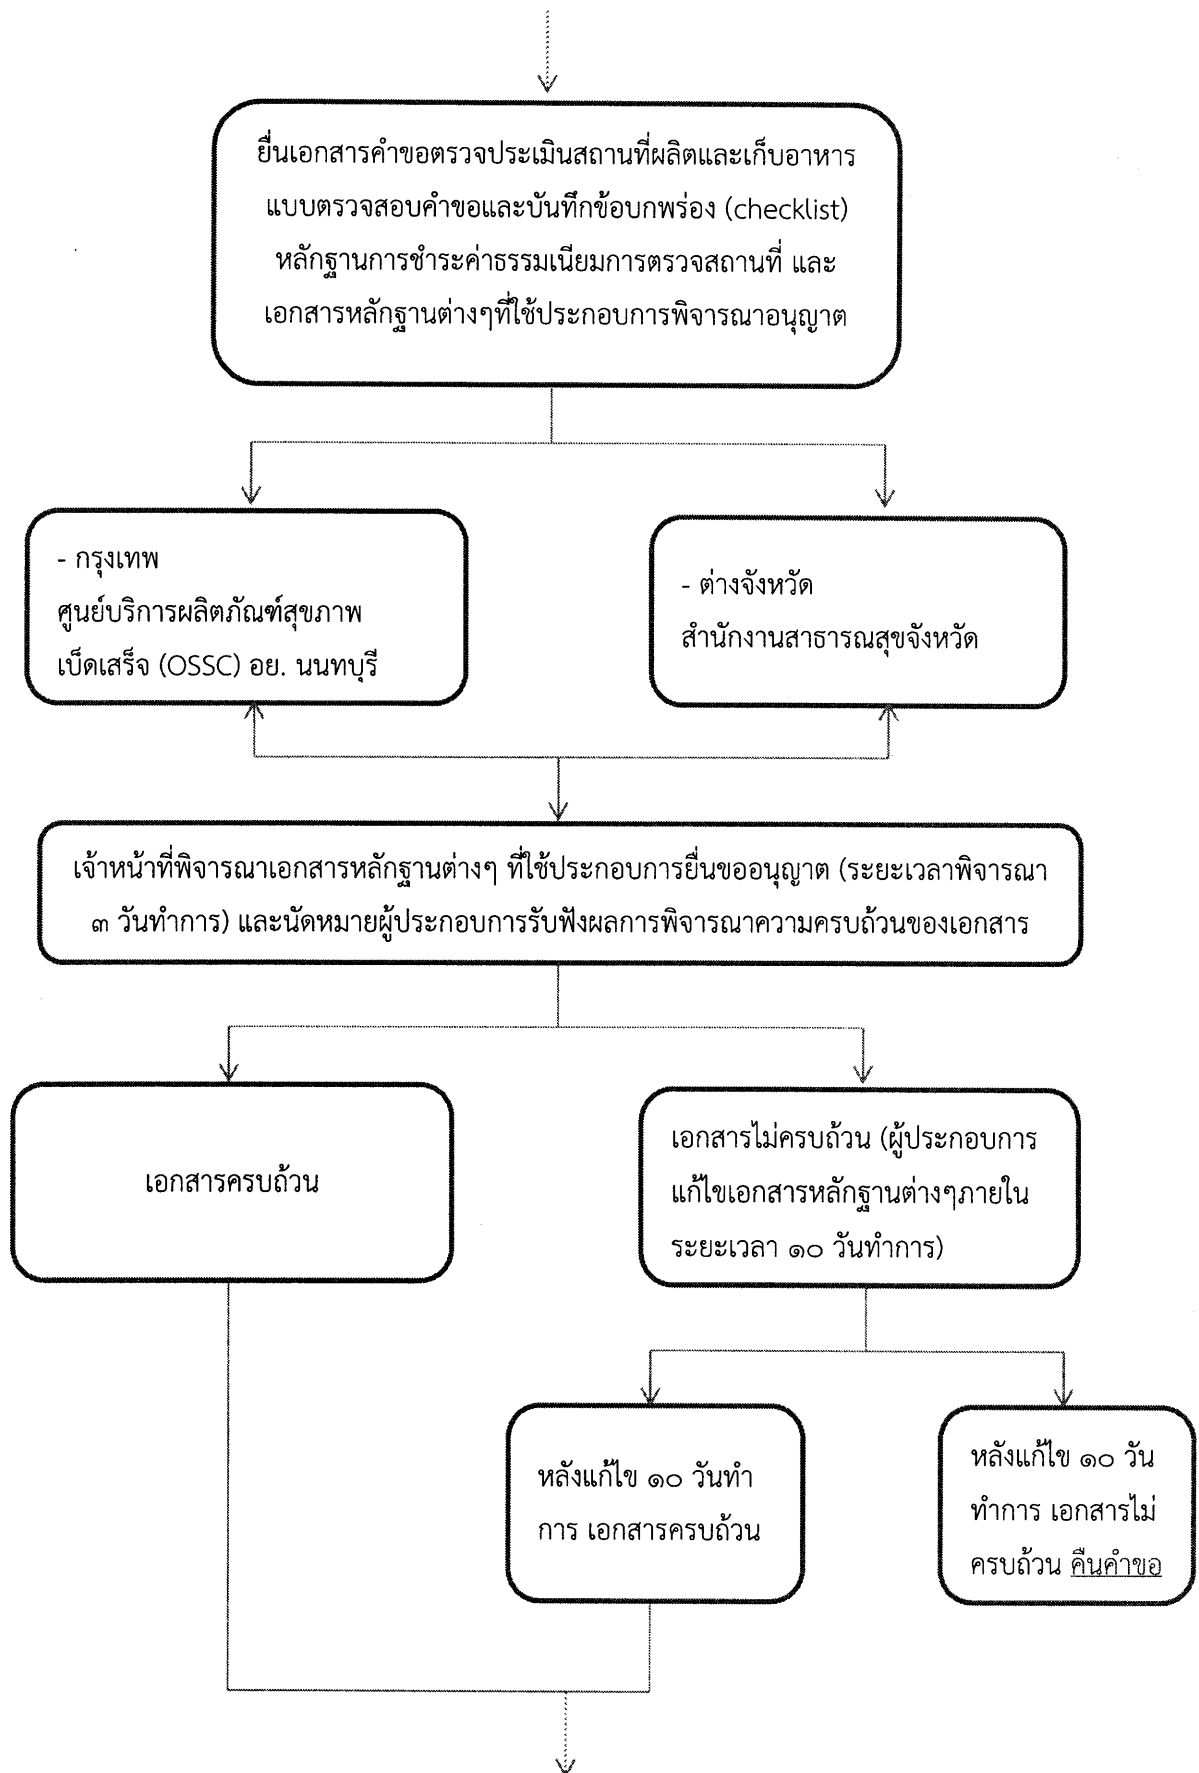 ยื่นเอกสารคำขอตรวจประเมินสถานที่ผลิตและเก็บอาหาร
แบบตรวจสอบคำขอและบันทึกข้อบกพร่อง (checklist)
หลักฐานการชำระค่าธรรมเนียมการตรวจสถานที่ และ
เอกสารหลักฐานต่างๆที่ใช้ประกอบการพิจารณาอนุญาต
- กรุงเทพ
ศูนย์บริการผลิตภัณฑ์สุขภาพ
เบ็ดเสร็จ (OSSC) อย. นนทบุรี
- ต่างจังหวัด
สำนักงานสาธารณสุขจังหวัด
เจ้าหน้าที่พิจารณาเอกสารหลักฐานต่างๆ ที่ใช้ประกอบการยื่นขออนุญาต (ระยะเวลาพิจารณา
๓ วันทำการ) และนัดหมายผู้ประกอบการรับฟังผลการพิจารณาความครบถ้วนของเอกสาร
เอกสารครบถ้วน
เอกสารไม่ครบถ้วน (ผู้ประกอบการ
แก้ไขเอกสารหลักฐานต่างๆภายใน
ระยะเวลา ๑๐ วันทำการ)
หลังแก้ไข ๑๐ วันทำ
การ เอกสารครบถ้วน
หลังแก้ไข ๑๐ วัน
ทำการ เอกสารไม่
ครบถ้วน คืนคำขอ